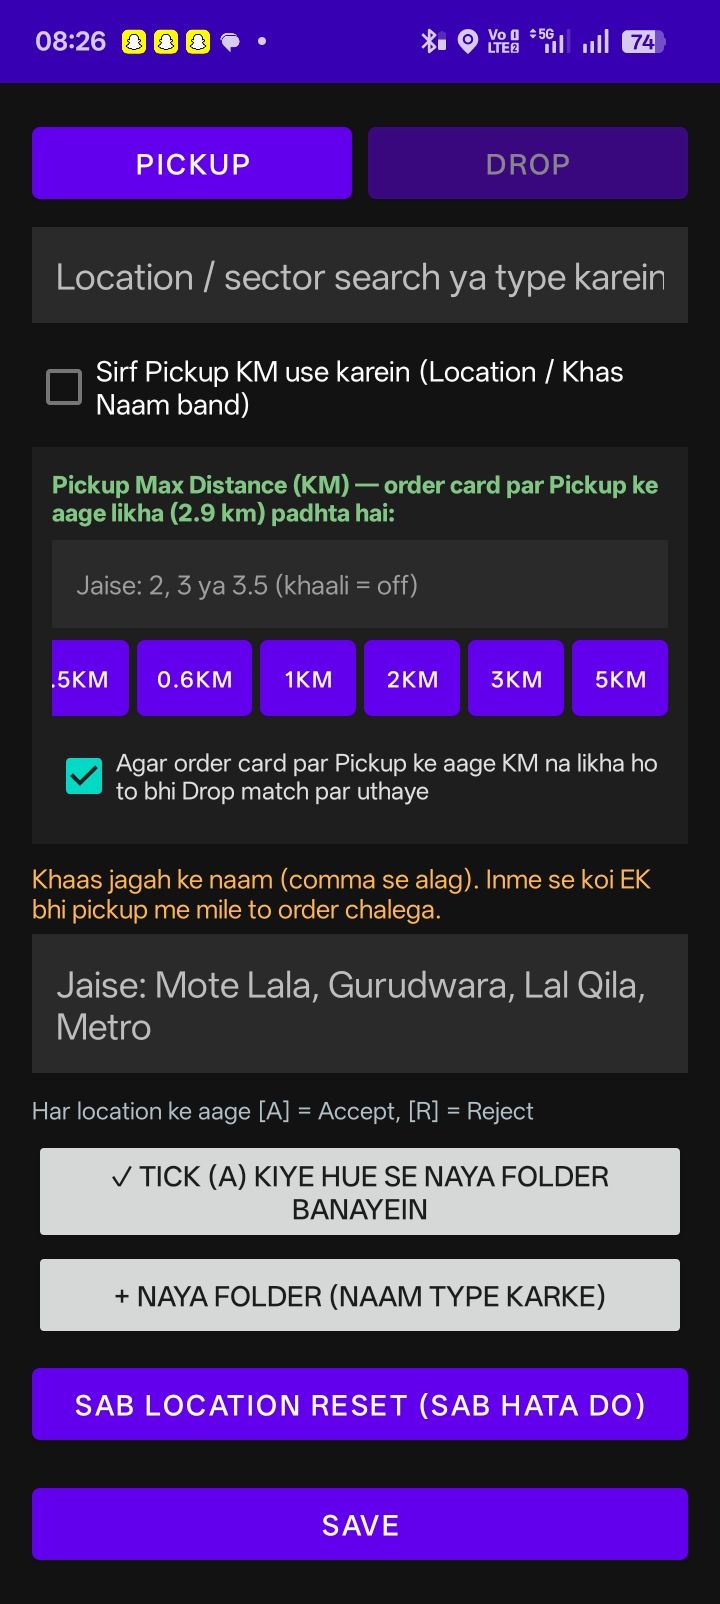 08:26
Vo 1
LTE 2
5G
74
PICKUP
DROP
Location / sector search ya type karein
Sirf Pickup KM use karein (Location / Khas
Naam band)
Pickup Max Distance (KM) — order card par Pickup ke
aage likha (2.9 km) padhta hai:
Jaise: 2, 3 ya 3.5 (khaali = off)
.5KM
0.6KM
1KM
2KM
3KM
5KM
Agar order card par Pickup ke aage KM na likha ho
to bhi Drop match par uthaye
Khaas jagah ke naam (comma se alag). Inme se koi EK
bhi pickup me mile to order chalega.
Jaise: Mote Lala, Gurudwara, Lal Qila,
Metro
Har location ke aage [A] = Accept, [R] = Reject
✓ TICK (A) KIYE HUE SE NAYA FOLDER
BANAYEIN
+ NAYA FOLDER (NAAM TYPE KARKE)
SAB LOCATION RESET (SAB HATA DO)
SAVE